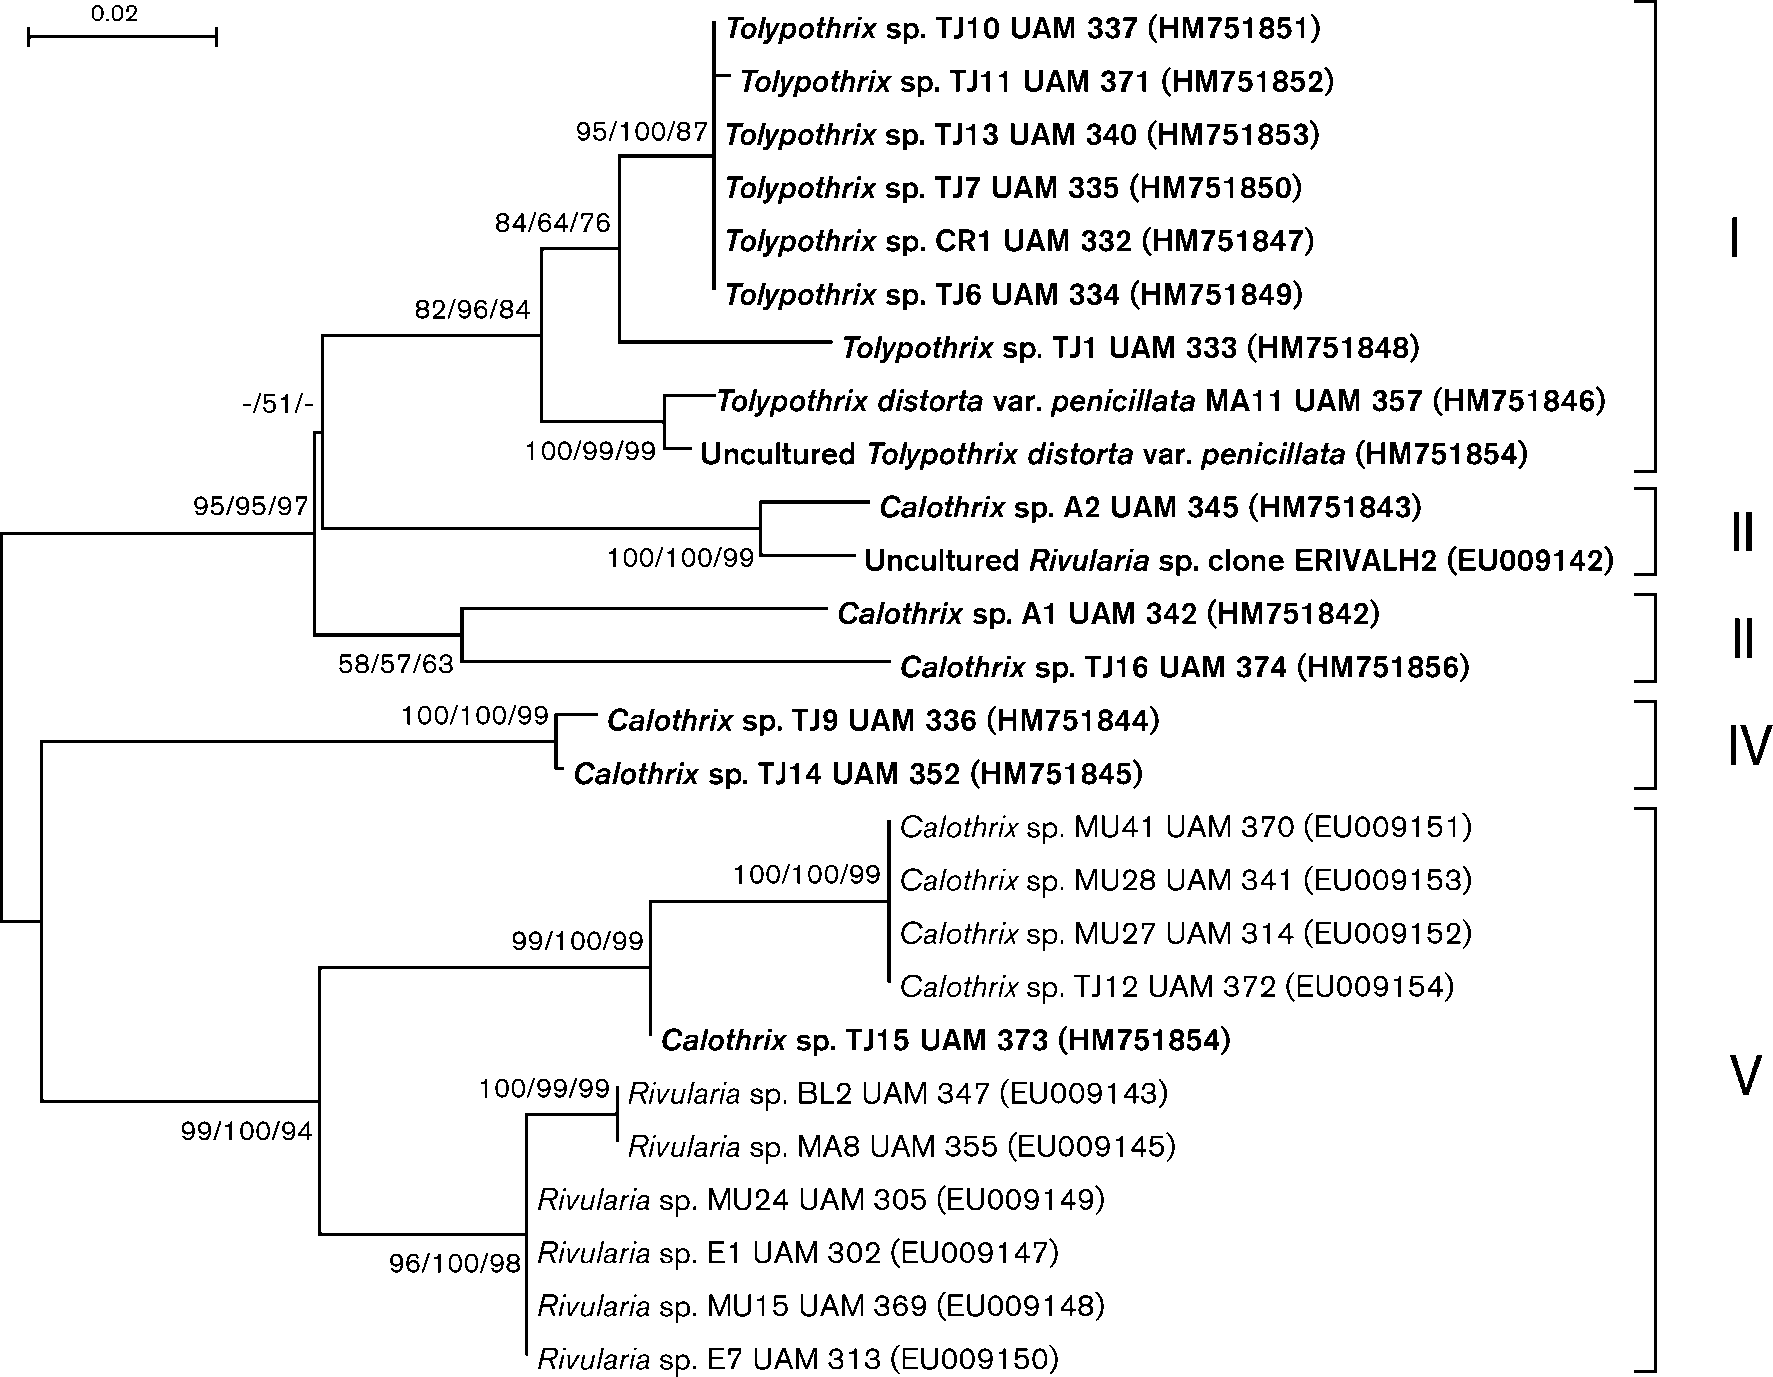 0.02
Tolypothrix sp. TJ10 UAM 337 (HM751851)
Tolypothrix sp. TJ11 UAM 371 (HM751852)
95/100/87
Tolypothrix sp. TJ13 UAM 340 (HM751853)
Tolypothrix sp. TJ7 UAM 335 (HM751850)
84/64/76
Tolypothrix sp. CR1 UAM 332 (HM751847)
I
Tolypothrix sp. TJ6 UAM 334 (HM751849)
82/96/84
Tolypothrix sp. TJ1 UAM 333 (HM751848)
-/51/-
Tolypothrix distorta var. penicillata MA11 UAM 357 (HM751846)
100/99/99
Uncultured Tolypothrix distorta var. penicillata (HM751854)
95/95/97
Calothrix sp. A2 UAM 345 (HM751843)
II
100/100/99
Uncultured Rivularia sp. clone ERIVALH2 (EU009142)
Calothrix sp. A1 UAM 342 (HM751842)
II
58/57/63
Calothrix sp. TJ16 UAM 374 (HM751856)
100/100/99
Calothrix sp. TJ9 UAM 336 (HM751844)
IV
Calothrix sp. TJ14 UAM 352 (HM751845)
Calothrix sp. MU41 UAM 370 (EU009151)
100/100/99
Calothrix sp. MU28 UAM 341 (EU009153)
99/100/99
Calothrix sp. MU27 UAM 314 (EU009152)
Calothrix sp. TJ12 UAM 372 (EU009154)
Calothrix sp. TJ15 UAM 373 (HM751854)
V
100/99/99
Rivularia sp. BL2 UAM 347 (EU009143)
99/100/94
Rivularia sp. MA8 UAM 355 (EU009145)
Rivularia sp. MU24 UAM 305 (EU009149)
96/100/98
Rivularia sp. E1 UAM 302 (EU009147)
Rivularia sp. MU15 UAM 369 (EU009148)
Rivularia sp. E7 UAM 313 (EU009150)